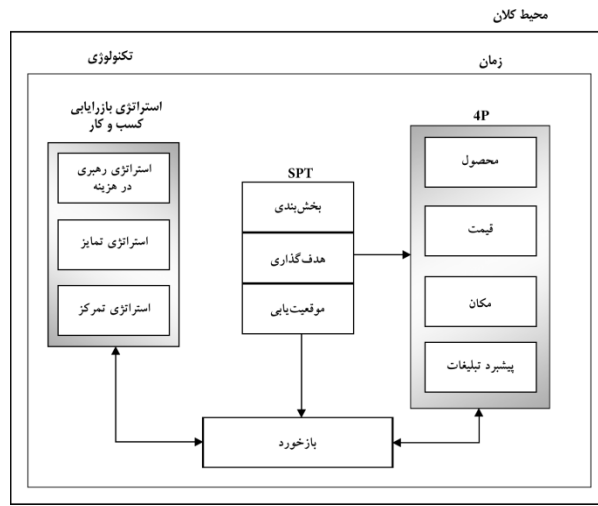 محیط کلان
زمان
تکنولوژی
4P
محصول
قیمت
مکان
پیشبرد تبلیغات
SPT
بخش‌بندی
هدف‌گذاری
موقعیت‌یابی
استراتژی بازرایابی
کسب و کار
استراتژی رهبری
در هزینه
استراتژی تمایز
استراتژی تمرکز
بازخورد